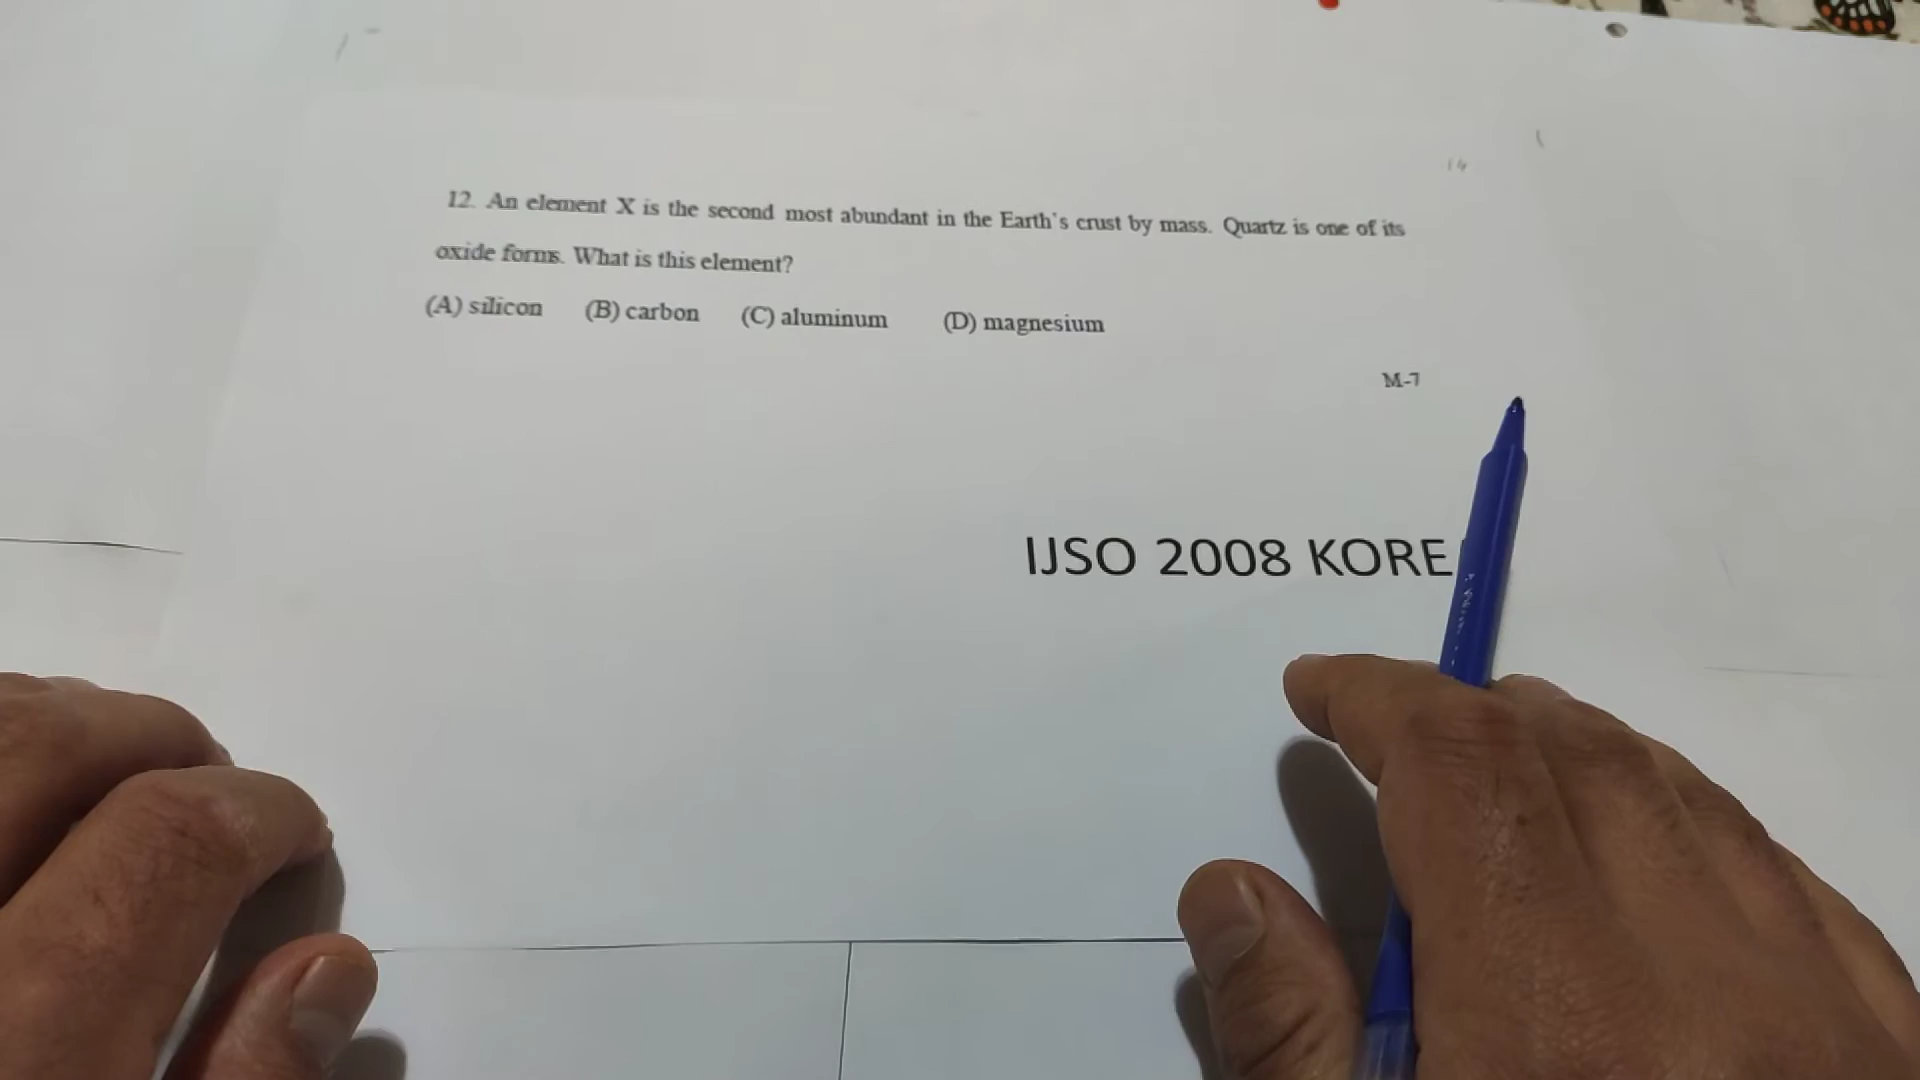 14
12. An element X is the second most abundant in the Earth's crust by mass. Quartz is one of its
oxide forms. What is this element?
(A) silicon (B) carbon (C) aluminum (D) magnesium
M-7
IJSO 2008 KORE